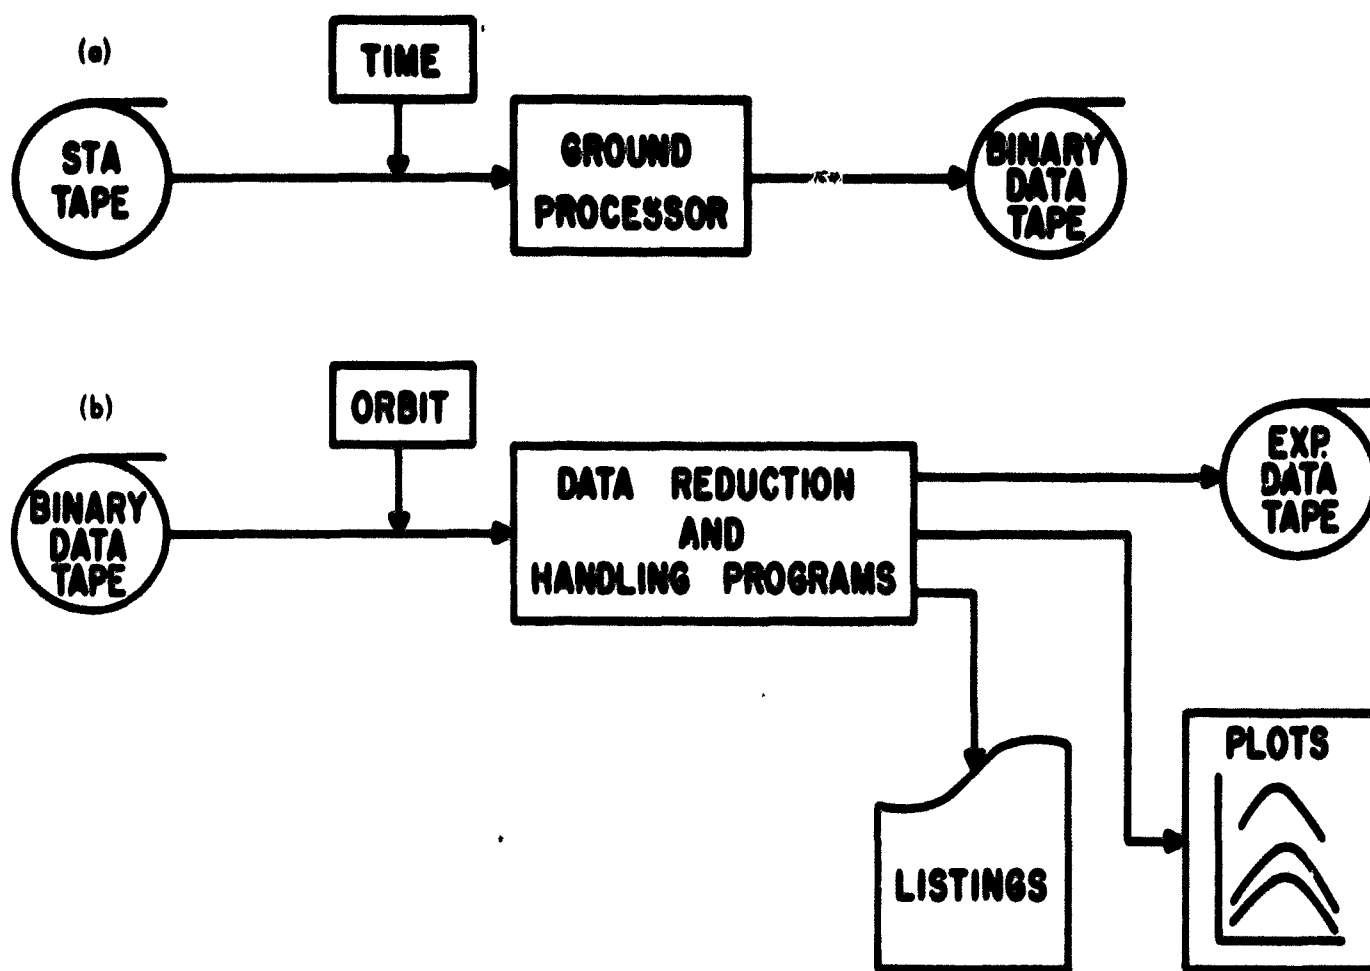 (a)
TIME
STA
TAPE
GROUND
PROCESSOR
BINARY
DATA
TAPE
(b)
ORBIT
BINARY
DATA
TAPE
DATA REDUCTION
AND
HANDLING PROGRAMS
EXP.
DATA
TAPE
LISTINGS
PLOTS